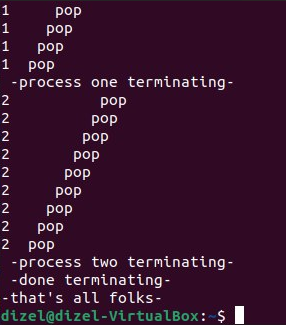 1     pop
1    pop
1   pop
1  pop
 -process one terminating-
2             pop
2            pop
2           pop
2          pop
2         pop
2        pop
2       pop
2      pop
2     pop
 -process two terminating-
 -done terminating-
-that's all folks-
dizel@dizel-VirtualBox:~$